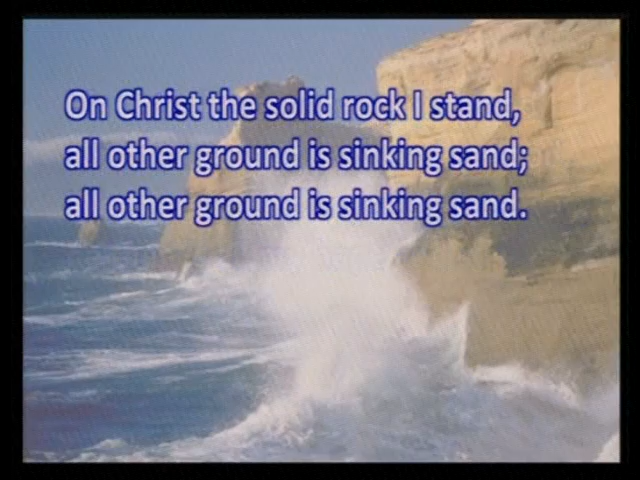 On Christ the solid rock I stand,
all other ground is sinking sand;
all other ground is sinking sand.